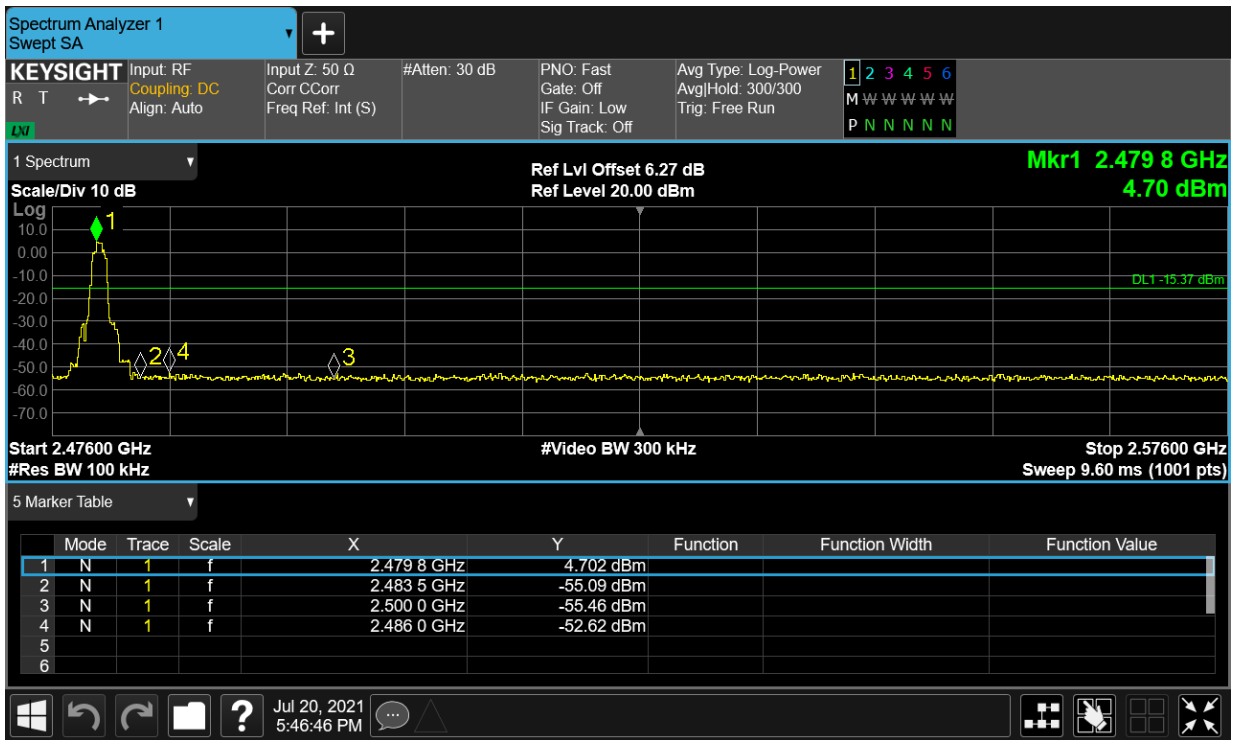 Spectrum Analyzer 1
Swept SA
+
KEYSIGHT
R T
LXI
Input: RF
Coupling: DC
Align: Auto
Input Z: 50 Ω
Corr CCorr
Freq Ref: Int (S)
#Atten: 30 dB
PNO: Fast
Gate: Off
IF Gain: Low
Sig Track: Off
Avg Type: Log-Power
Avg|Hold: 300/300
Trig: Free Run
1 2 3 4 5 6
M W W W W W
P N N N N N
1 Spectrum
Scale/Div 10 dB
Ref Lvl Offset 6.27 dB
Ref Level 20.00 dBm
Mkr1 2.479 8 GHz
4.70 dBm
Log
10.0
0.00
-10.0
-20.0
-30.0
-40.0
-50.0
-60.0
-70.0
1
2
4
3
DL1 -15.37 dBm
Start 2.47600 GHz
#Res BW 100 kHz
#Video BW 300 kHz
Stop 2.57600 GHz
Sweep 9.60 ms (1001 pts)
5 Marker Table
Mode Trace Scale X Y Function Function Width Function Value
1 N 1 f 2.479 8 GHz 4.702 dBm
2 N 1 f 2.483 5 GHz -55.09 dBm
3 N 1 f 2.500 0 GHz -55.46 dBm
4 N 1 f 2.486 0 GHz -52.62 dBm
5
6
?
Jul 20, 2021
5:46:46 PM